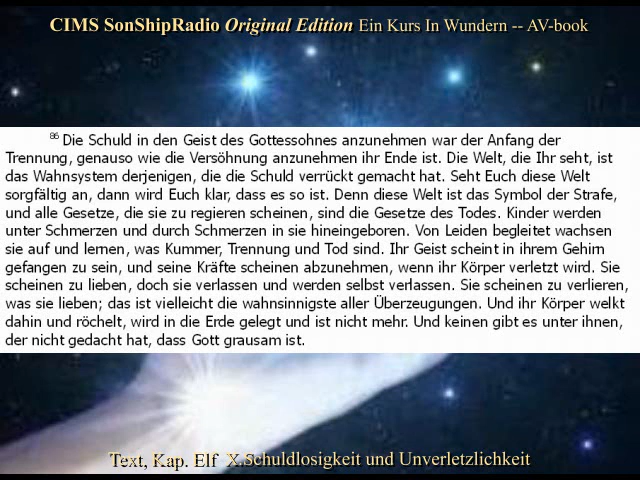 CIMS SonShipRadio Original Edition Ein Kurs In Wundern -- AV-book
86 Die Schuld in den Geist des Gottessohnes anzunehmen war der Anfang der
Trennung, genauso wie die Versöhnung anzunehmen ihr Ende ist. Die Welt, die Ihr seht, ist
das Wahnsystem derjenigen, die die Schuld verrückt gemacht hat. Seht Euch diese Welt
sorgfältig an, dann wird Euch klar, dass es so ist. Denn diese Welt ist das Symbol der Strafe,
und alle Gesetze, die sie zu regieren scheinen, sind die Gesetze des Todes. Kinder werden
unter Schmerzen und durch Schmerzen in sie hineingeboren. Von Leiden begleitet wachsen
sie auf und lernen, was Kummer, Trennung und Tod sind. Ihr Geist scheint in ihrem Gehirn
gefangen zu sein, und seine Kräfte scheinen abzunehmen, wenn ihr Körper verletzt wird. Sie
scheinen zu lieben, doch sie verlassen und werden selbst verlassen. Sie scheinen zu verlieren,
was sie lieben; das ist vielleicht die wahnsinnigste aller Überzeugungen. Und ihr Körper welkt
dahin und röchelt, wird in die Erde gelegt und ist nicht mehr. Und keinen gibt es unter ihnen,
der nicht gedacht hat, dass Gott grausam ist.
Text, Kap. Elf X.Schuldlosigkeit und Unverletzlichkeit